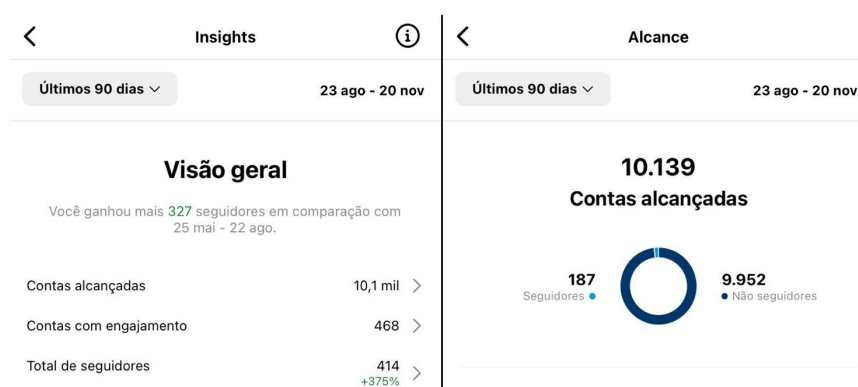 Insights
Últimos 90 dias
23 ago - 20 nov
Visão geral
Você ganhou mais 327 seguidores em comparação com
25 mai - 22 ago.
Contas alcançadas
10,1 mil
Contas com engajamento
468
Total de seguidores
414
+375%
Alcance
Últimos 90 dias
23 ago - 20 nov
10.139
Contas alcançadas
187
Seguidores
9.952
Não seguidores